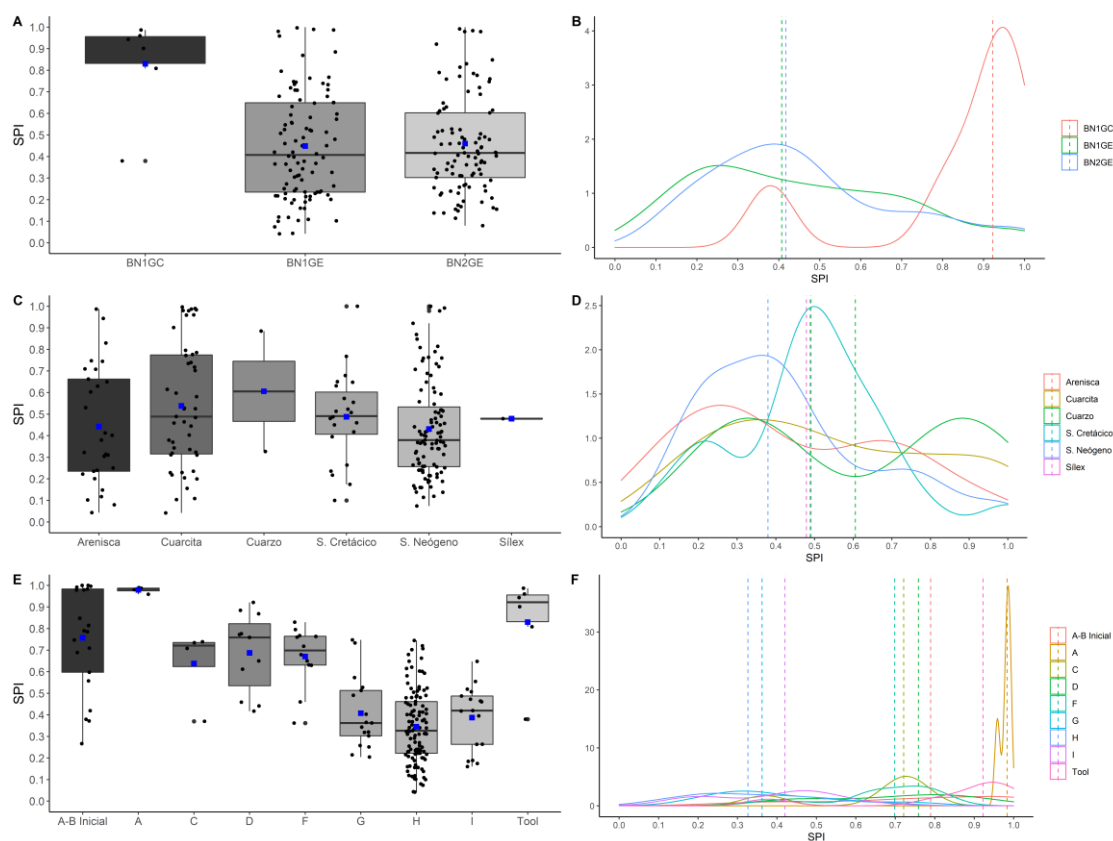 A
SPI
1.0
0.9
0.8
0.7
0.6
0.5
0.4
0.3
0.2
0.1
0.0
BN1GC BN1GE BN2GE
B
4
3
2
1
0
0.0 0.1 0.2 0.3 0.4 0.5 0.6 0.7 0.8 0.9 1.0
SPI
BN1GC
BN1GE
BN2GE
C
SPI
1.0
0.9
0.8
0.7
0.6
0.5
0.4
0.3
0.2
0.1
0.0
Arenisca Cuarcita Cuarzo S. Cretácico S. Neógeno Sílex
D
2.5
2.0
1.5
1.0
0.5
0.0
0.0 0.1 0.2 0.3 0.4 0.5 0.6 0.7 0.8 0.9 1.0
SPI
Arenisca
Cuarcita
Cuarzo
S. Cretácico
S. Neógeno
Sílex
E
SPI
1.0
0.9
0.8
0.7
0.6
0.5
0.4
0.3
0.2
0.1
0.0
A-B Inicial A C D F G H I Tool
F
30
20
10
0
0.0 0.1 0.2 0.3 0.4 0.5 0.6 0.7 0.8 0.9 1.0
SPI
A-B Inicial
A
C
D
F
G
H
I
Tool